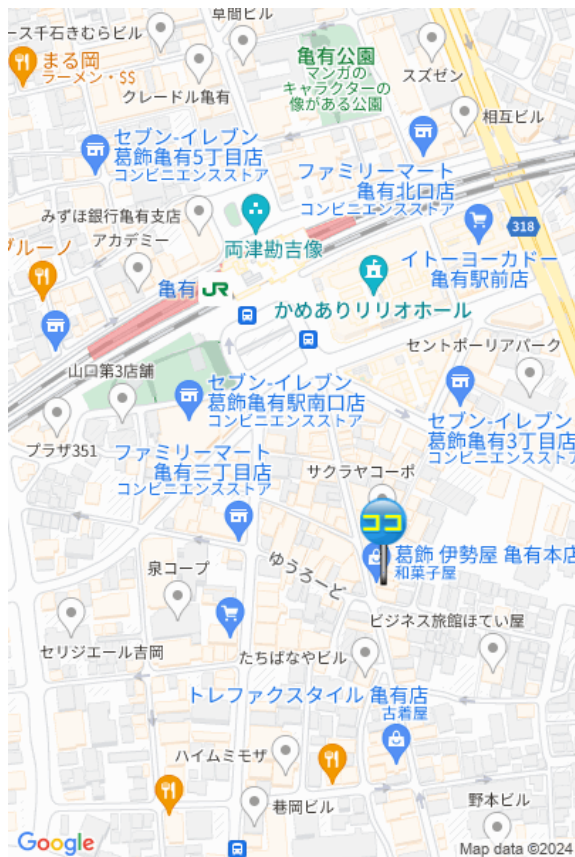 草間ビル
ース千石きむらビル
まる岡
ラーメン・SS
クレードル亀有
亀有公園
マンガの
キャラクターの
像がある公園
スズゼン
相互ビル
セブン-イレブン
葛飾亀有5丁目店
コンビニエンスストア
ファミリーマート
亀有北口店
コンビニエンスストア
みずほ銀行亀有支店
318
グルーノ
アカデミー
両津勘吉像
イトーヨーカドー
亀有駅前店
亀有
JR
かめありリリオホール
セントポーリアパーク
山口第3店舗
セブン-イレブン
葛飾亀有駅南口店
コンビニエンスストア
セブン-イレブン
葛飾亀有3丁目店
コンビニエンスス
プラザ351
ファミリーマート
亀有三丁目店
コンビニエンスストア
サクラヤコーポ
ココ
葛飾 伊勢屋 亀有本店
和菓子屋
ゆうろーど
泉コープ
ビジネス旅館ほてい屋
セリジエール吉岡
たちばなやビル
トレファクスタイル 亀有店
古着屋
ハイムミモザ
巷岡ビル
野本ビル
Google
Map data ©2024